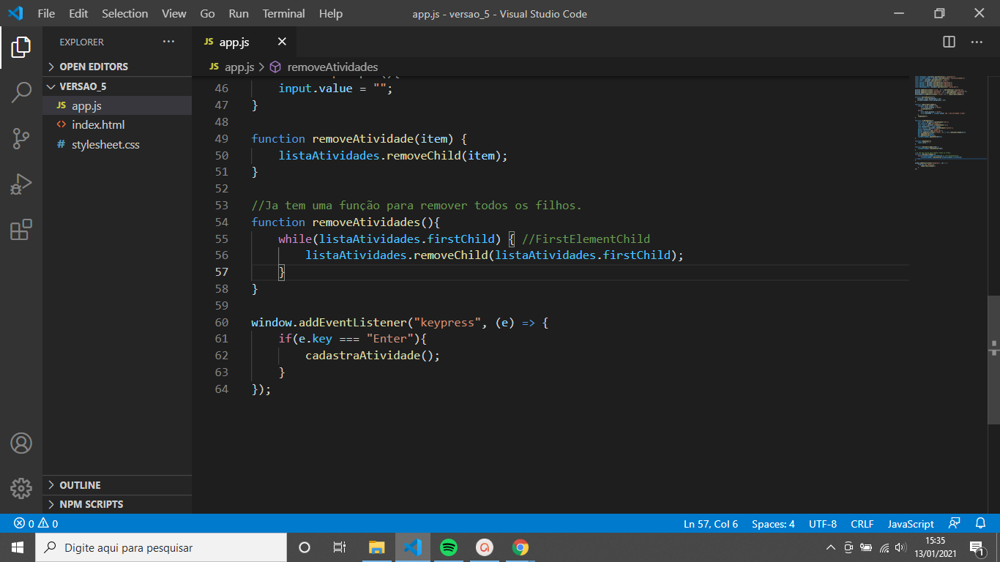 File Edit Selection View Go Run Terminal Help
app.js - versao_5 - Visual Studio Code
EXPLORER
OPEN EDITORS
VERSAO_5
JS app.js
index.html
# stylesheet.css
OUTLINE
NPM SCRIPTS
JS app.js
JS app.js > removeAtividades
46 input.value = "";
47 }
48
49 function removeAtividade(item) {
50 listaAtividades.removeChild(item);
51 }
52
53 //Ja tem uma função para remover todos os filhos.
54 function removeAtividades(){
55 while(listaAtividades.firstChild) { //FirstElementChild
56 listaAtividades.removeChild(listaAtividades.firstChild);
57 }
58 }
59
60 window.addEventListener("keypress", (e) => {
61 if(e.key === "Enter"){
62 cadastraAtividade();
63 }
64 });
0 0
Ln 57, Col 6 Spaces: 4 UTF-8 CRLF JavaScript
Digite aqui para pesquisar
15:35
13/01/2021
1